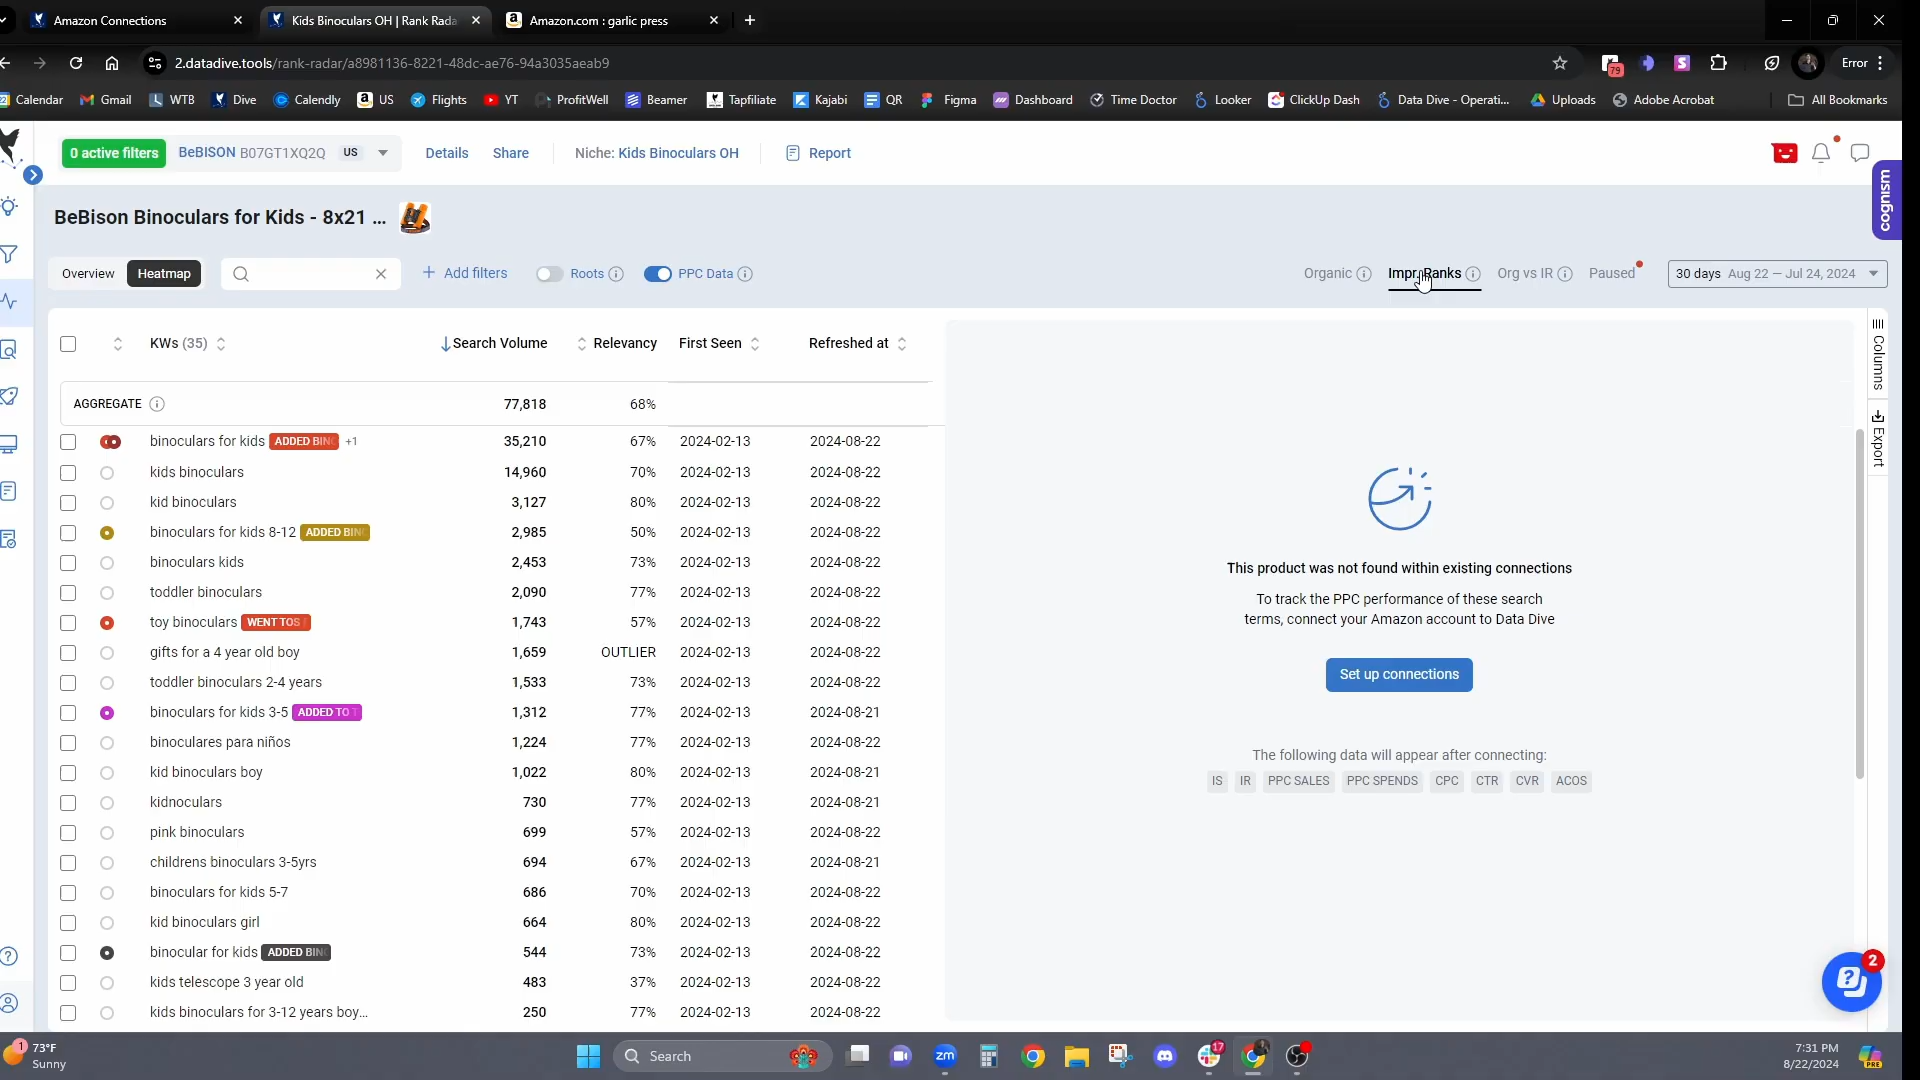 Amazon Connections
Kids Binoculars OH | Rank Rada
Amazon.com : garlic press
2.datadive.tools/rank-radar/a8981136-8221-48dc-ae76-94a3035aeab9
79
Error
Calendar Gmail WTB Dive Calendly US Flights YT ProfitWell Beamer Tapfiliate Kajabi QR Figma Dashboard Time Doctor Looker ClickUp Dash Data Dive - Operati... Uploads Adobe Acrobat All Bookmarks
0 active filters BeBISON B07GT1XQ2Q US Details Share Niche: Kids Binoculars OH Report
cognism
BeBison Binoculars for Kids - 8x21 ...
Overview Heatmap + Add filters Roots PPC Data Organic Impr. Ranks Org vs IR Paused 30 days Aug 22 — Jul 24, 2024
KWs (35) Search Volume Relevancy First Seen Refreshed at
Columns
Export
AGGREGATE 77,818 68%
binoculars for kids ADDED BIN +1 35,210 67% 2024-02-13 2024-08-22
kids binoculars 14,960 70% 2024-02-13 2024-08-22
kid binoculars 3,127 80% 2024-02-13 2024-08-22
binoculars for kids 8-12 ADDED BIN 2,985 50% 2024-02-13 2024-08-22
binoculars kids 2,453 73% 2024-02-13 2024-08-22
toddler binoculars 2,090 77% 2024-02-13 2024-08-22
toy binoculars WENT TOS 1,743 57% 2024-02-13 2024-08-22
gifts for a 4 year old boy 1,659 OUTLIER 2024-02-13 2024-08-22
toddler binoculars 2-4 years 1,533 73% 2024-02-13 2024-08-22
binoculars for kids 3-5 ADDED TO T 1,312 77% 2024-02-13 2024-08-21
binoculares para niños 1,224 77% 2024-02-13 2024-08-22
kid binoculars boy 1,022 80% 2024-02-13 2024-08-21
kidnoculars 730 77% 2024-02-13 2024-08-21
pink binoculars 699 57% 2024-02-13 2024-08-22
childrens binoculars 3-5yrs 694 67% 2024-02-13 2024-08-21
binoculars for kids 5-7 686 70% 2024-02-13 2024-08-22
kid binoculars girl 664 80% 2024-02-13 2024-08-22
binocular for kids ADDED BIN 544 73% 2024-02-13 2024-08-22
kids telescope 3 year old 483 37% 2024-02-13 2024-08-22
kids binoculars for 3-12 years boy... 250 77% 2024-02-13 2024-08-22
This product was not found within existing connections
To track the PPC performance of these search
terms, connect your Amazon account to Data Dive
Set up connections
The following data will appear after connecting:
IS IR PPC SALES PPC SPENDS CPC CTR CVR ACOS
2
1
73°F
Sunny
Search
zm
17
7:31 PM
8/22/2024
PRE